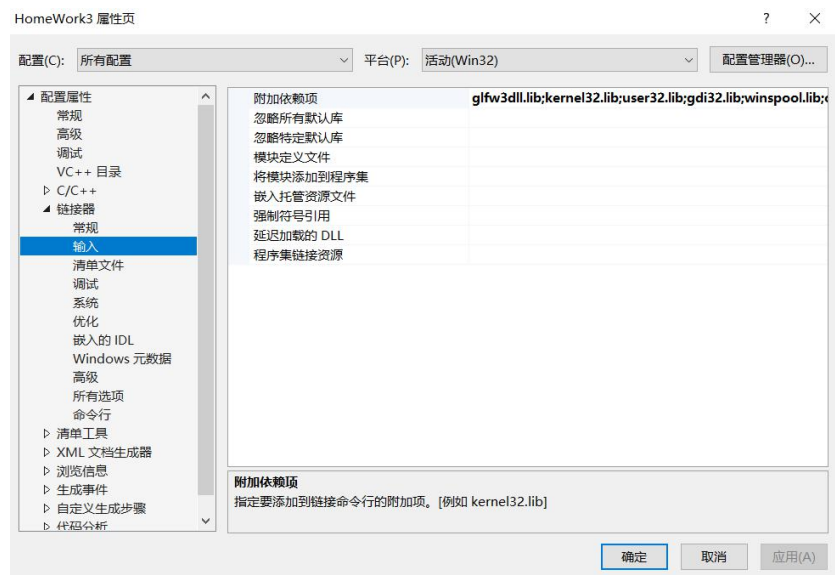 HomeWork3 属性页
配置(C): 所有配置 平台(P): 活动(Win32) 配置管理器(O)...
配置属性
常规
高级
调试
VC++ 目录
C/C++
链接器
常规
输入
清单文件
调试
系统
优化
嵌入的 IDL
Windows 元数据
高级
所有选项
命令行
清单工具
XML 文档生成器
浏览信息
生成事件
自定义生成步骤
代码分析
附加依赖项 glfw3dll.lib;kernel32.lib;user32.lib;gdi32.lib;winspool.lib;
忽略所有默认库
忽略特定默认库
模块定义文件
将模块添加到程序集
嵌入托管资源文件
强制符号引用
延迟加载的 DLL
程序集链接资源
附加依赖项
指定要添加到链接命令行的附加项。[例如 kernel32.lib]
确定 取消 应用(A)